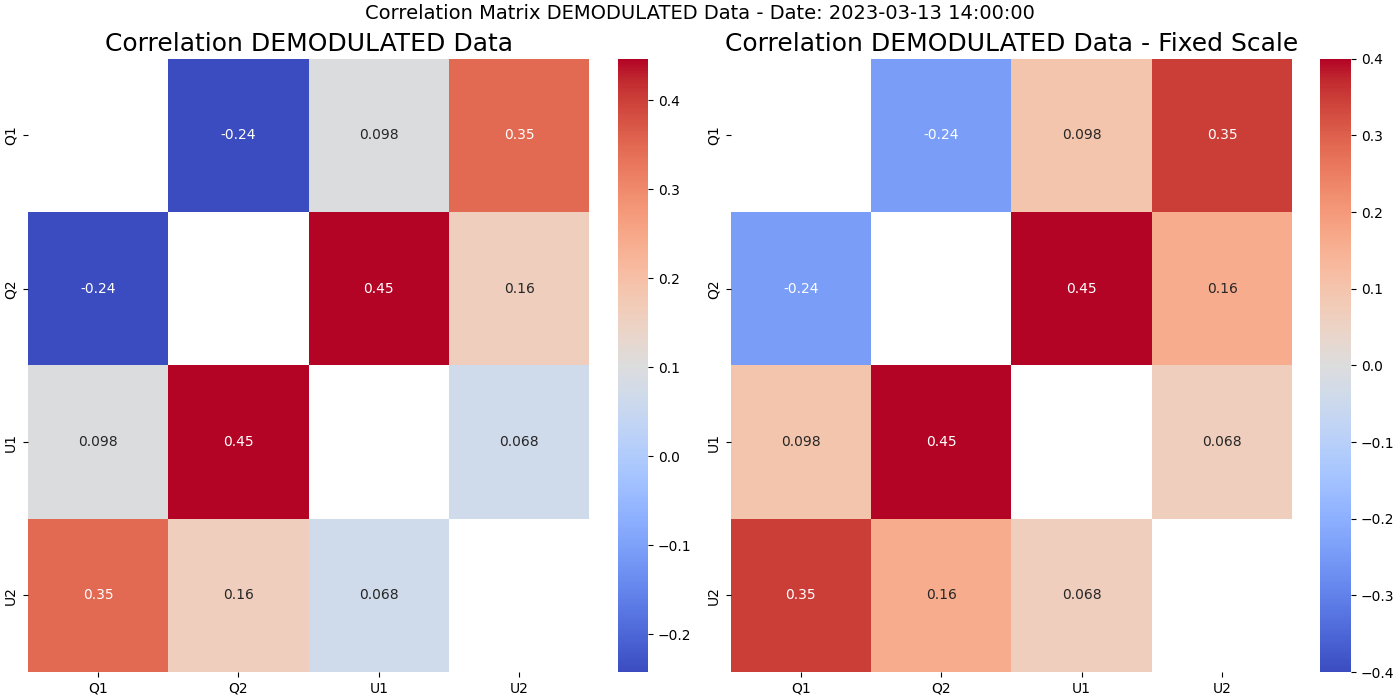 Correlation Matrix DEMODULATED Data - Date: 2023-03-13 14:00:00
Correlation DEMODULATED Data
Q1 -0.24 0.098 0.35
Q2 -0.24 0.45 0.16
U1 0.098 0.45 0.068
U2 0.35 0.16 0.068
Q1 Q2 U1 U2
0.4
0.3
0.2
0.1
0.0
−0.1
−0.2
Correlation DEMODULATED Data - Fixed Scale
Q1 -0.24 0.098 0.35
Q2 -0.24 0.45 0.16
U1 0.098 0.45 0.068
U2 0.35 0.16 0.068
Q1 Q2 U1 U2
0.4
0.3
0.2
0.1
0.0
−0.1
−0.2
−0.3
−0.4